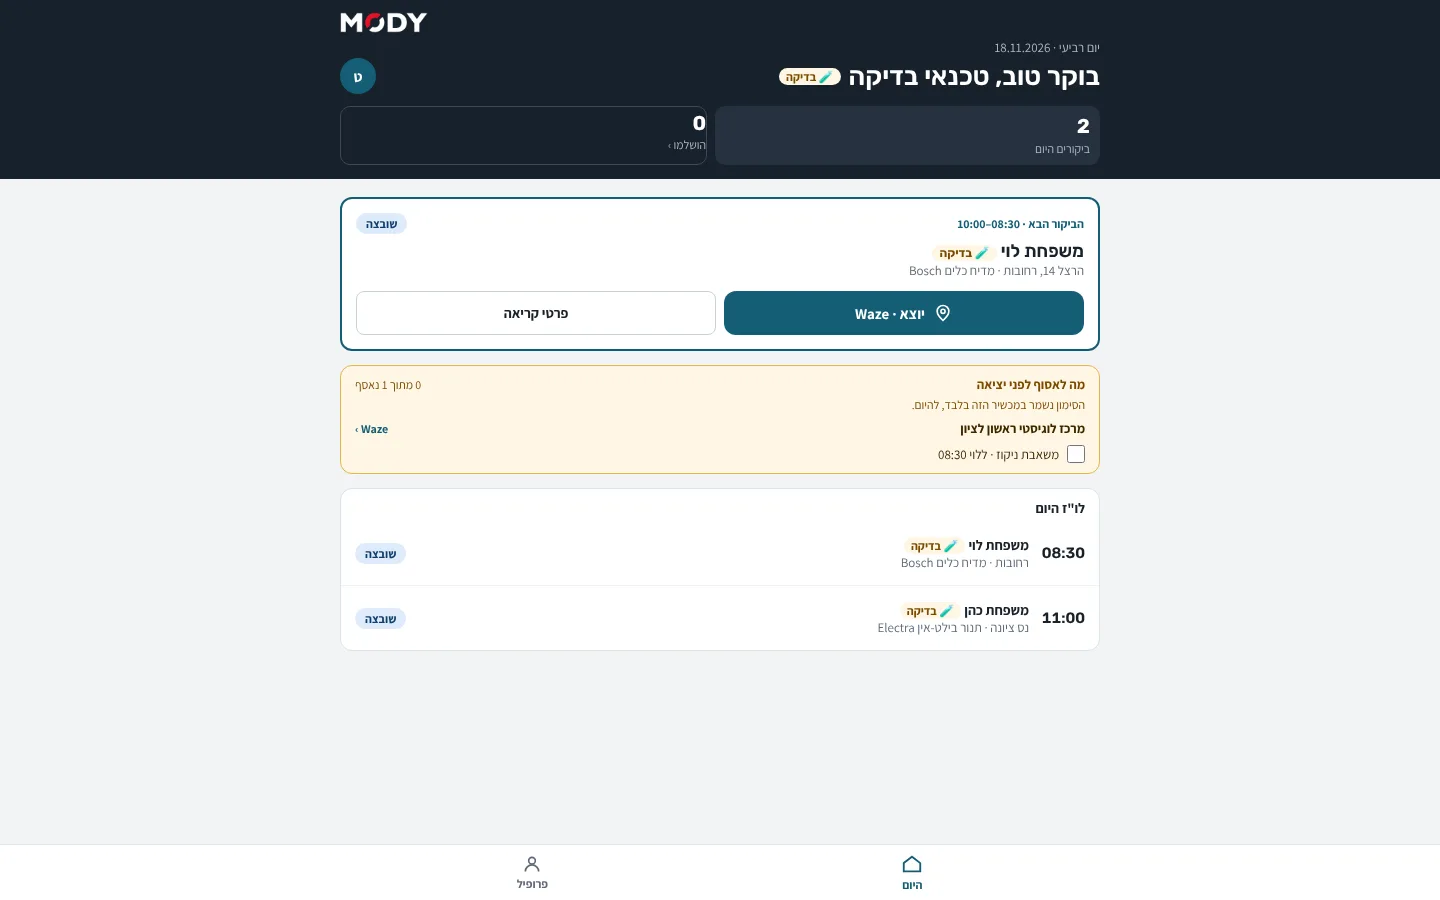 MODY
יום רביעי · 18.11.2026
בוקר טוב, טכנאי בדיקה 🧪 בדיקה
ט
2
ביקורים היום
0
הושלמו ›
הביקור הבא · 08:30–10:00
שובצה
משפחת לוי 🧪 בדיקה
הרצל 14, רחובות · מדיח כלים Bosch
יוצא · Waze
פרטי קריאה
מה לאסוף לפני יציאה
0 מתוך 1 נאסף
הסימון נשמר במכשיר הזה בלבד, להיום.
מרכז לוגיסטי ראשון לציון
Waze ›
משאבת ניקוז · ללוי 08:30
לו"ז היום
08:30
משפחת לוי 🧪 בדיקה
רחובות · מדיח כלים Bosch
שובצה
11:00
משפחת כהן 🧪 בדיקה
נס ציונה · תנור בילט-אין Electra
שובצה
היום
פרופיל